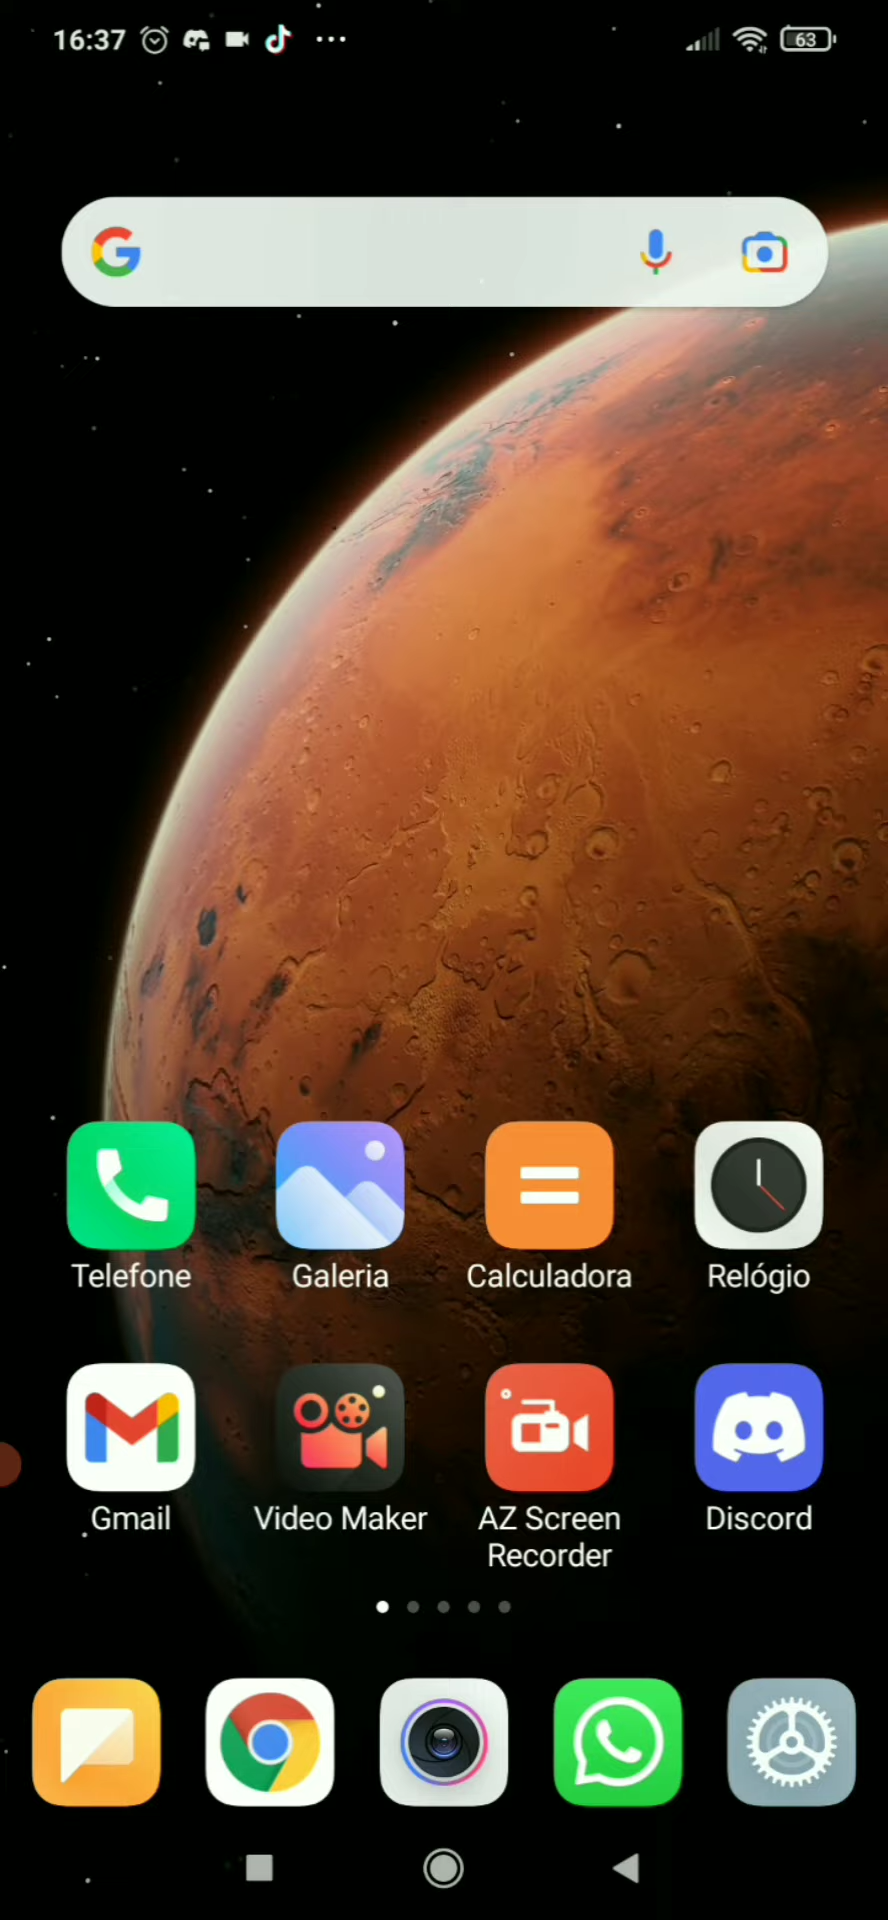 16:37
63
Telefone
Galeria
Calculadora
Relógio
Gmail
Video Maker
AZ Screen
Recorder
Discord